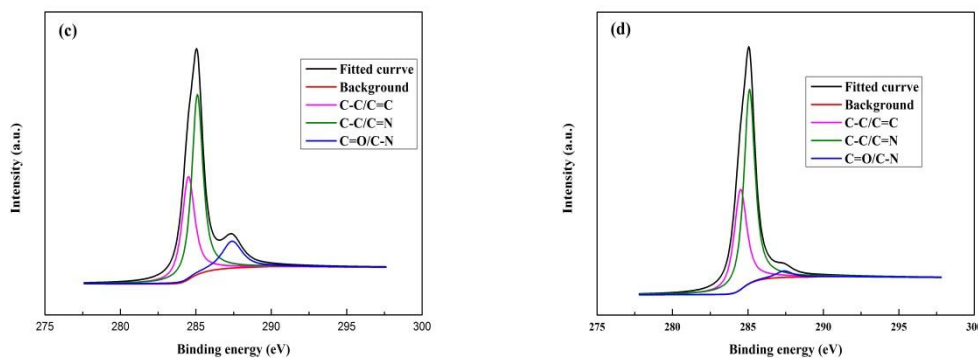 (c)
Fitted currve
Background
C-C/C=C
C-C/C=N
C=O/C-N
Intensity (a.u.)
275 280 285 290 295 300
Binding energy (eV)
(d)
Fitted currve
Background
C-C/C=C
C-C/C=N
C=O/C-N
Intensity (a.u.)
275 280 285 290 295 300
Binding energy (eV)